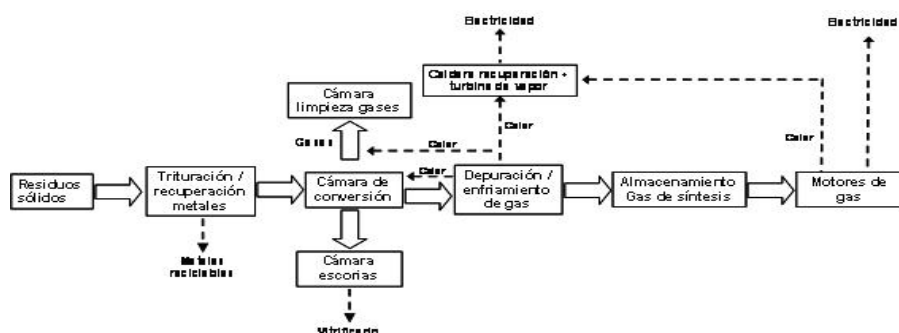 Electricidad
Electricidad
Caldera recuperación +
turbina de vapor
Cámara
limpieza gases
Gases
Calor
Calor
Calor
Calor
Residuos
sólidos
Trituración /
recuperación
metales
Cámara de
conversión
Depuración /
enfriamiento
de gas
Almacenamiento
Gas de síntesis
Motores de
gas
Metales
reciclables
Cámara
escorias
Vitrificado